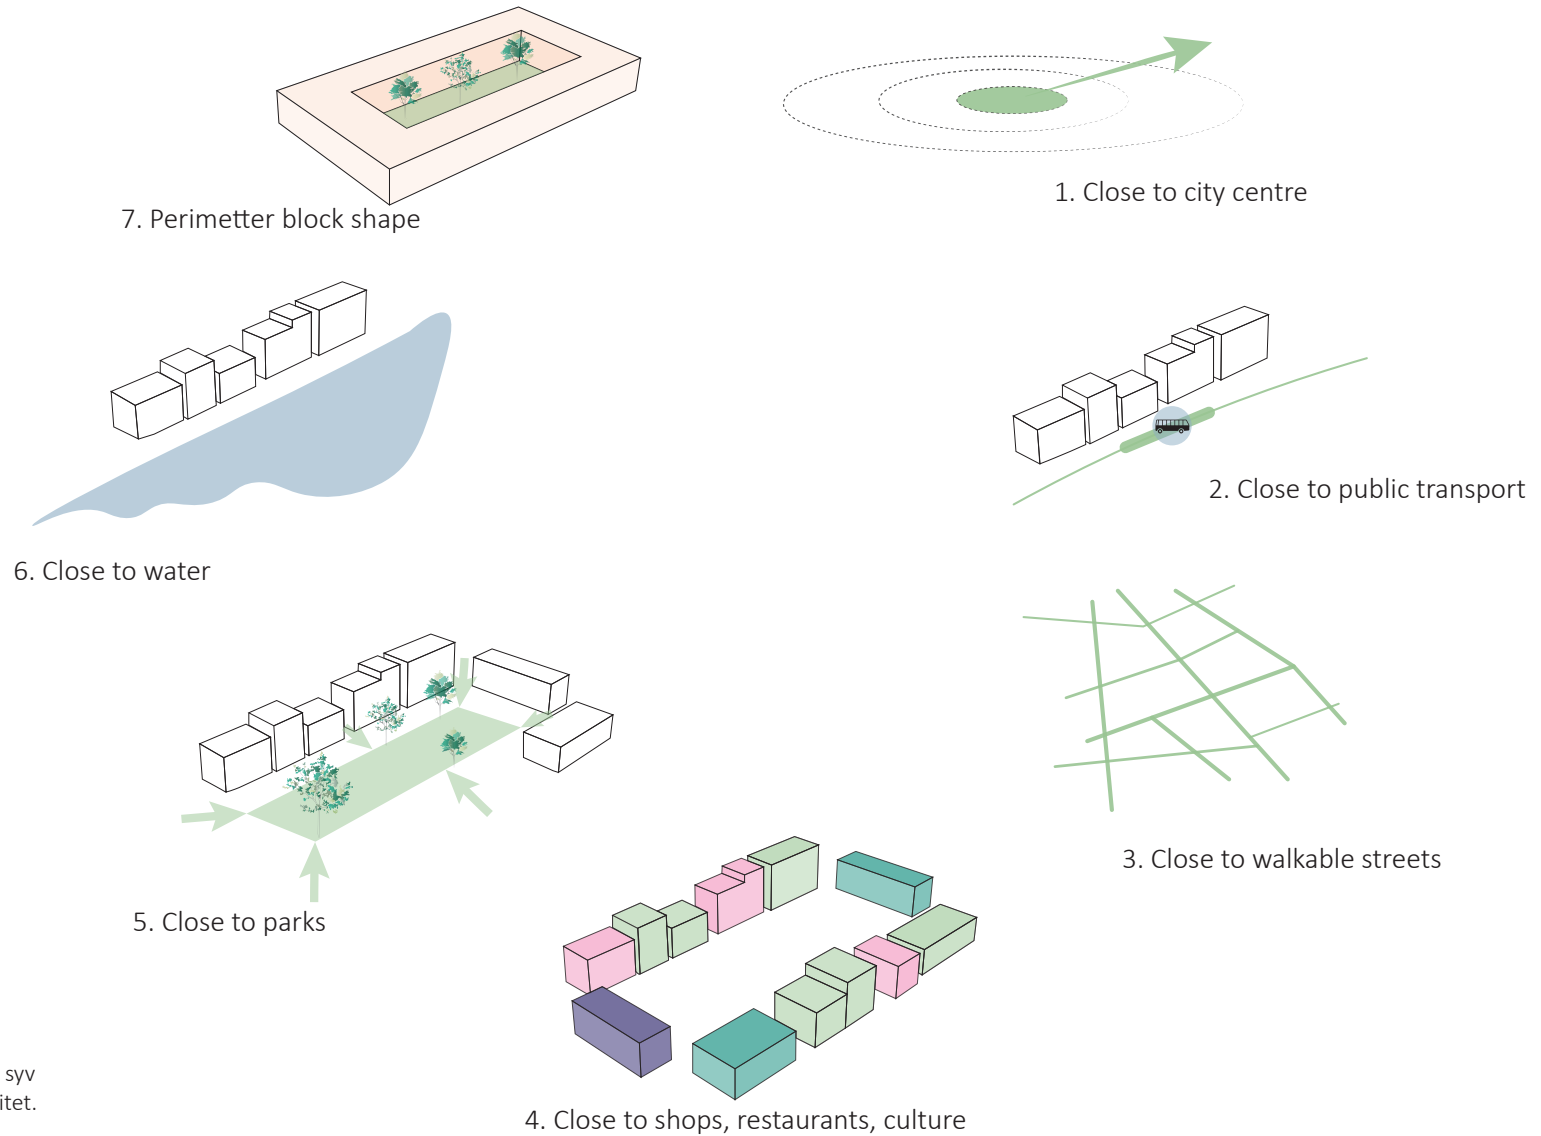 7. Perimetter block shape
1. Close to city centre
2. Close to public transport
6. Close to water
3. Close to walkable streets
5. Close to parks
4. Close to shops, restaurants, culture
syv
itet.